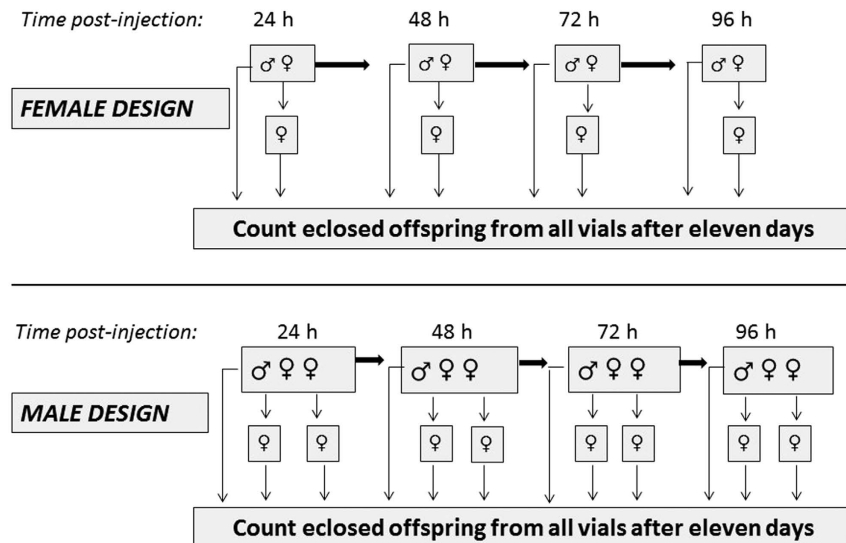 Time post-injection: 24 h 48 h 72 h 96 h
♂ ♀ ♂ ♀ ♂ ♀ ♂ ♀
FEMALE DESIGN
♀ ♀ ♀ ♀
Count eclosed offspring from all vials after eleven days
Time post-injection: 24 h 48 h 72 h 96 h
♂ ♀ ♀ ♂ ♀ ♀ ♂ ♀ ♀ ♂ ♀ ♀
MALE DESIGN
♀ ♀ ♀ ♀ ♀ ♀ ♀ ♀
Count eclosed offspring from all vials after eleven days